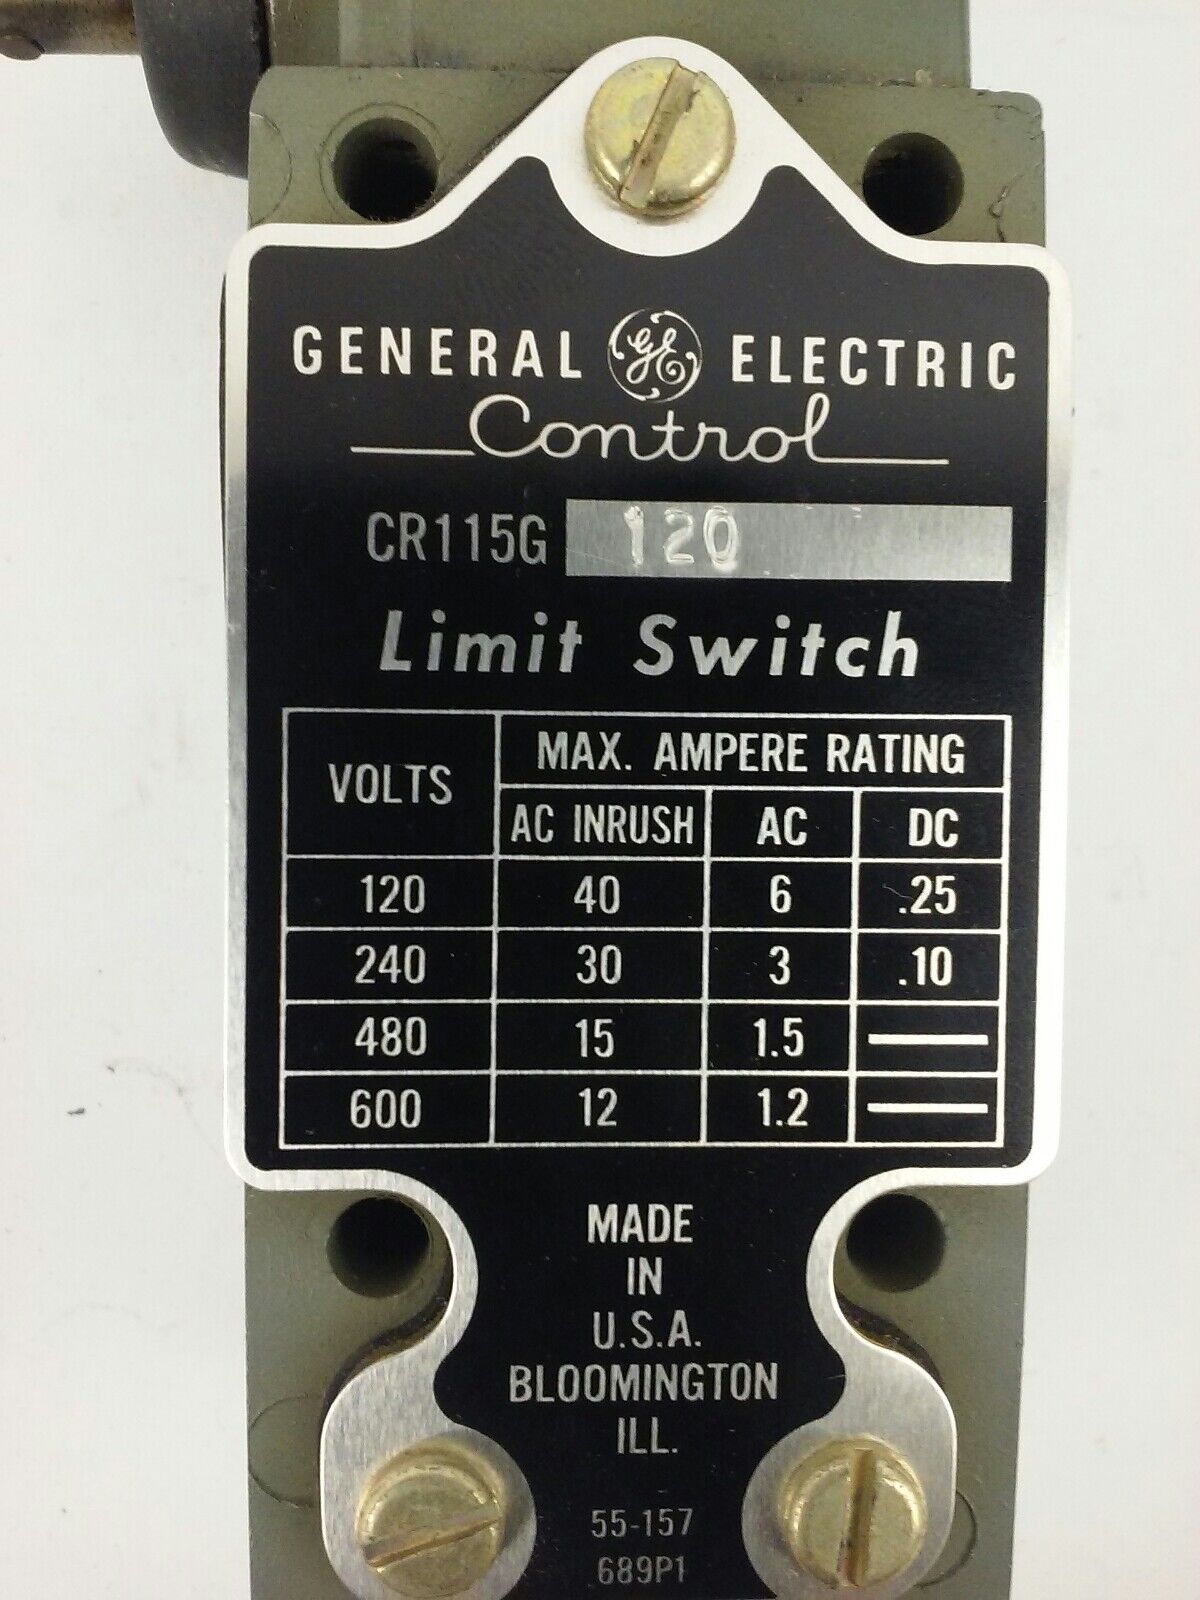 GENERAL GE ELECTRIC
Control
CR115G 120
Limit Switch
VOLTS MAX. AMPERE RATING
AC INRUSH AC DC
120 40 6 .25
240 30 3 .10
480 15 1.5 —
600 12 1.2 —
MADE
IN
U.S.A.
BLOOMINGTON
ILL.
55-157
689P1